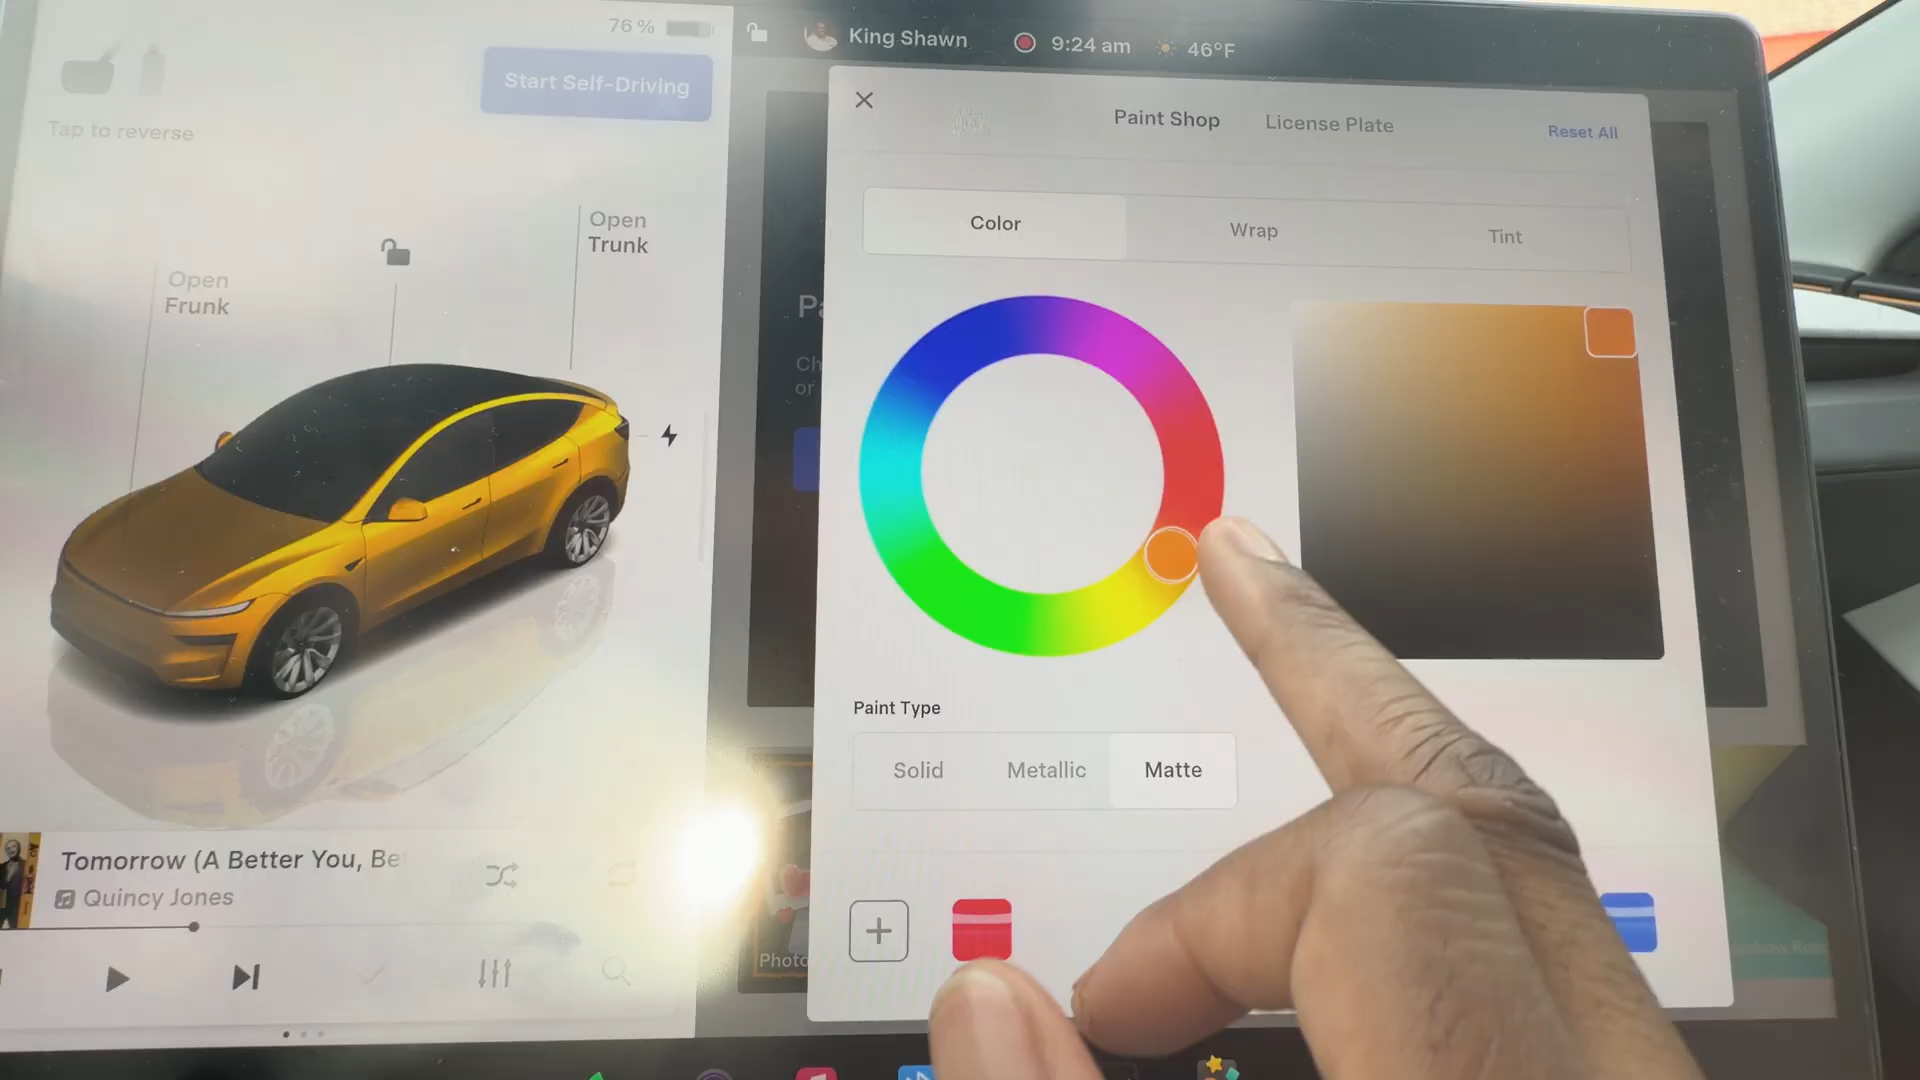 76 %
King Shawn
9:24 am
46°F
Start Self-Driving
Tap to reverse
Open
Trunk
Open
Frunk
Paint Shop
License Plate
Reset All
Color
Wrap
Tint
Paint Type
Solid
Metallic
Matte
Tomorrow (A Better You, Be
Quincy Jones